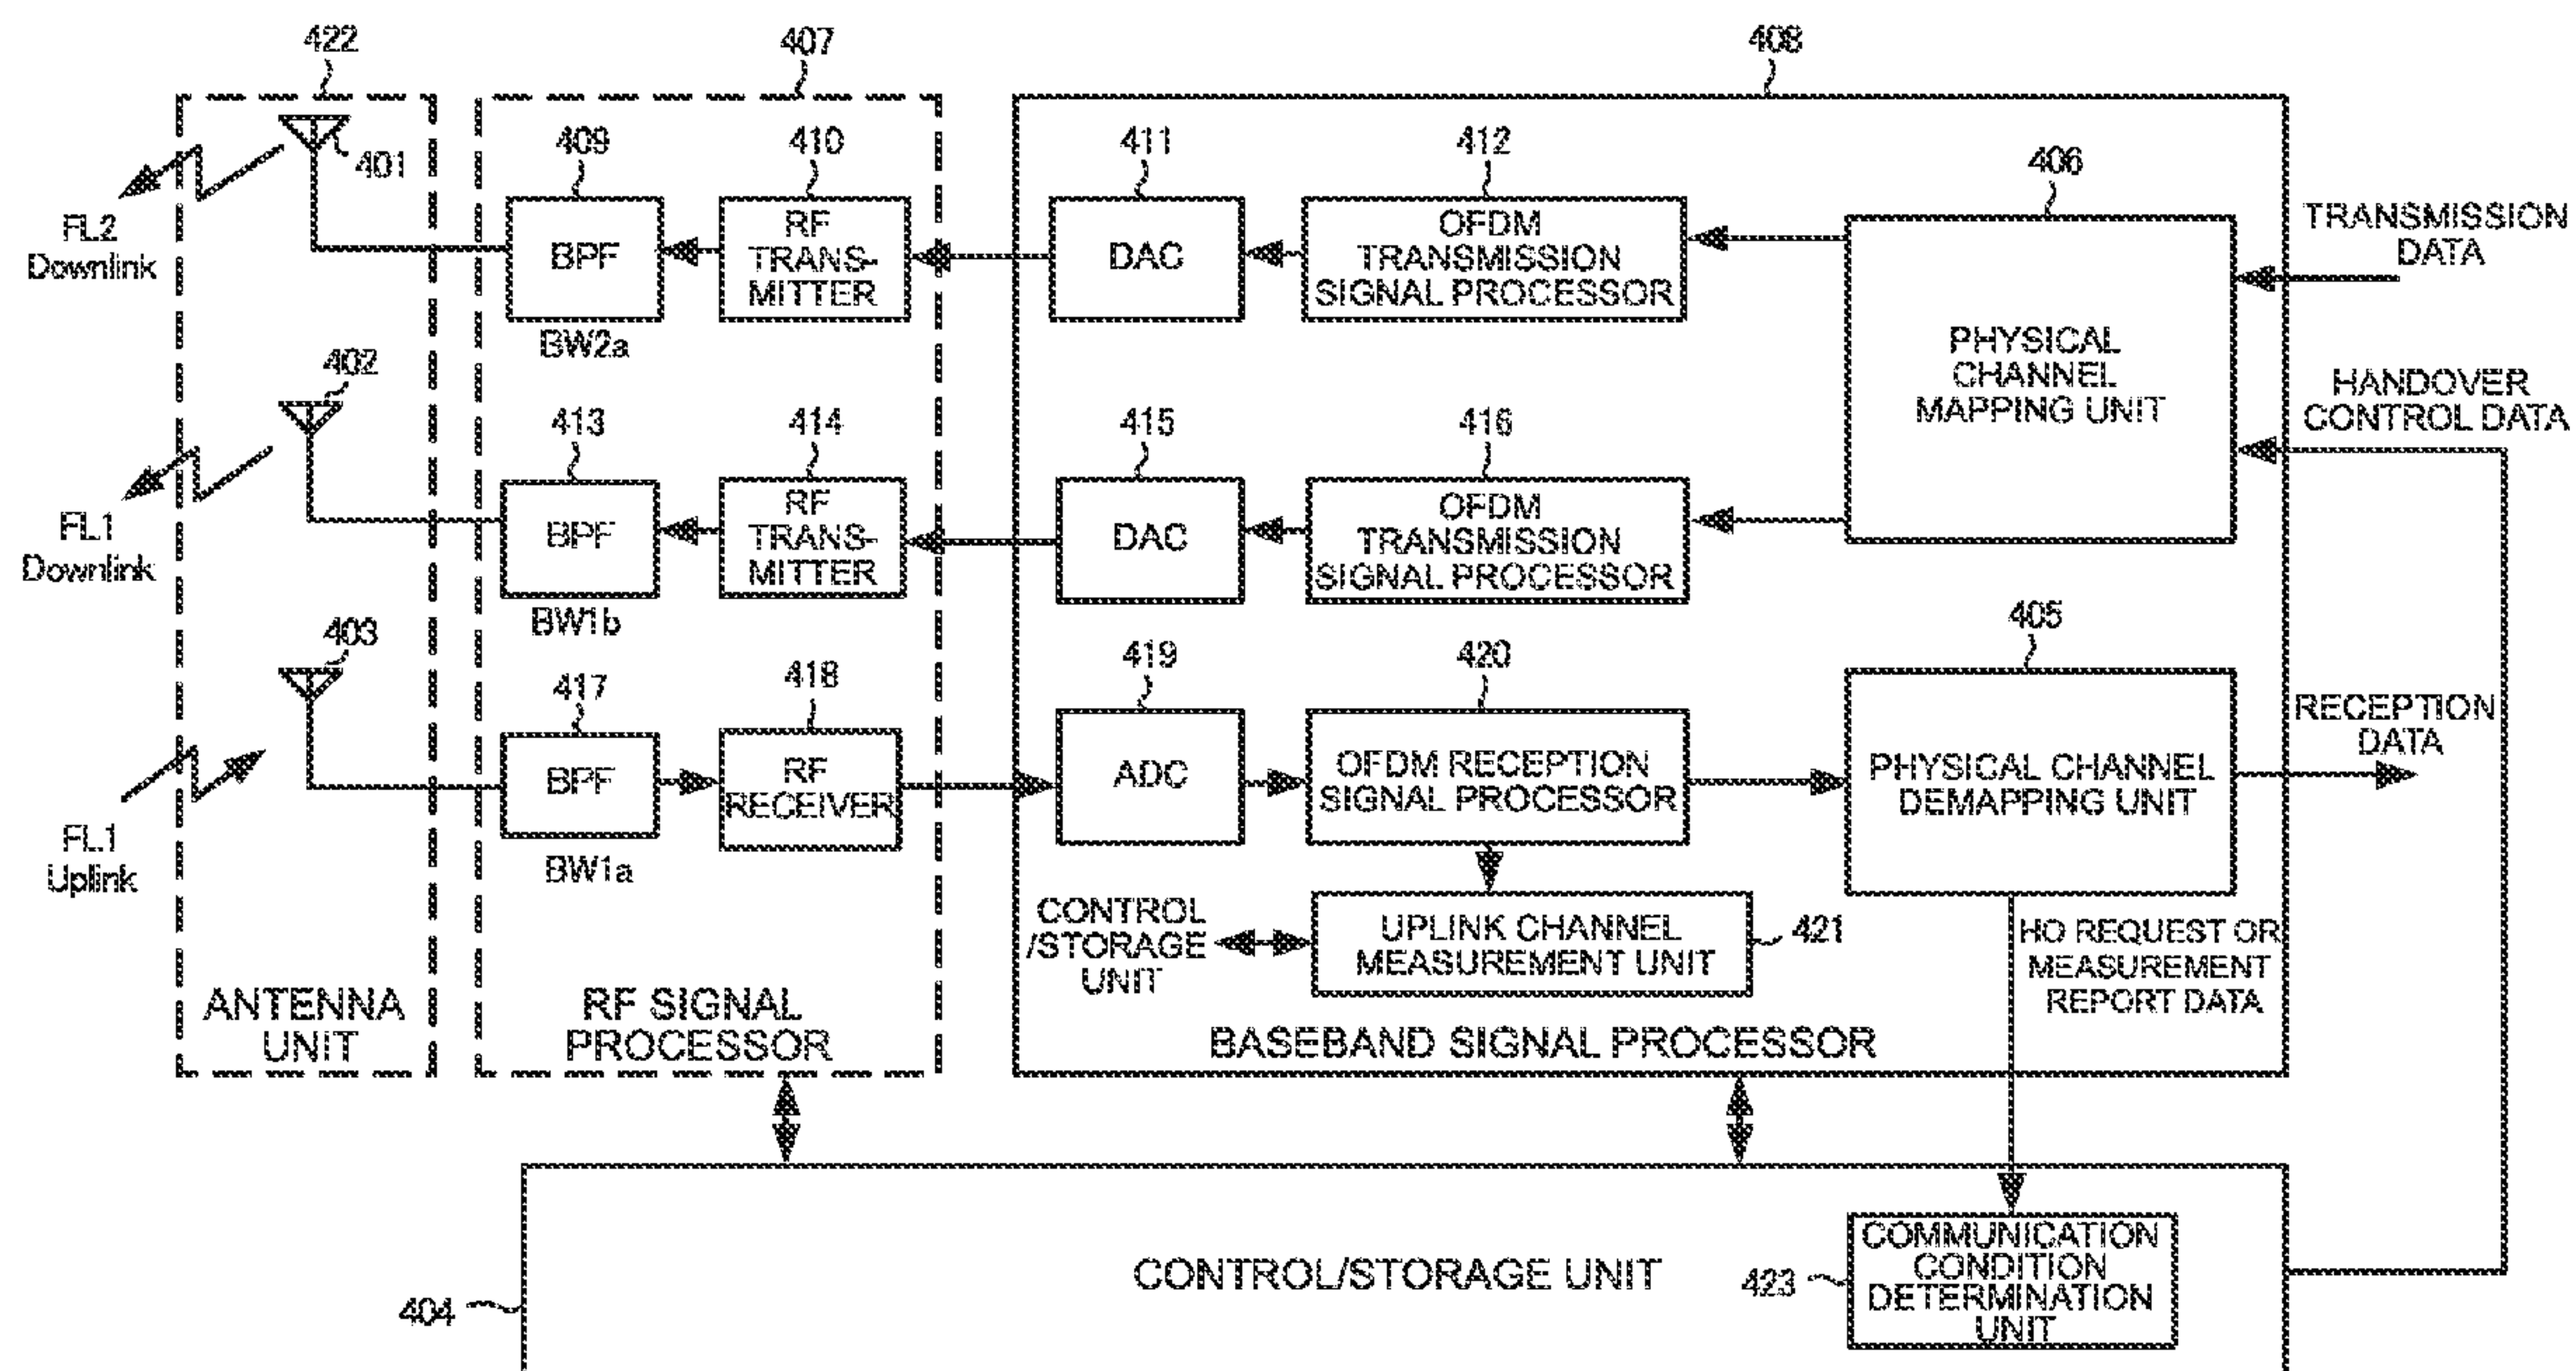 422
407
408
401
409
410
411
412
406
FL2
Downlink
BPF
BW2a
RF
TRANS-
MITTER
DAC
OFDM
TRANSMISSION
SIGNAL PROCESSOR
PHYSICAL
CHANNEL
MAPPING UNIT
TRANSMISSION
DATA
HANDOVER
CONTROL DATA
402
413
414
415
416
FL1
Downlink
BPF
BW1b
RF
TRANS-
MITTER
DAC
OFDM
TRANSMISSION
SIGNAL PROCESSOR
403
417
418
419
420
405
FL1
Uplink
BPF
BW1a
RF
RECEIVER
ADC
OFDM RECEPTION
SIGNAL PROCESSOR
PHYSICAL CHANNEL
DEMAPPING UNIT
RECEPTION
DATA
CONTROL
/STORAGE
UNIT
UPLINK CHANNEL
MEASUREMENT UNIT
421
HO REQUEST OR
MEASUREMENT
REPORT DATA
ANTENNA
UNIT
RF SIGNAL
PROCESSOR
BASEBAND SIGNAL PROCESSOR
404
CONTROL/STORAGE UNIT
423
COMMUNICATION
CONDITION
DETERMINATION
UNIT